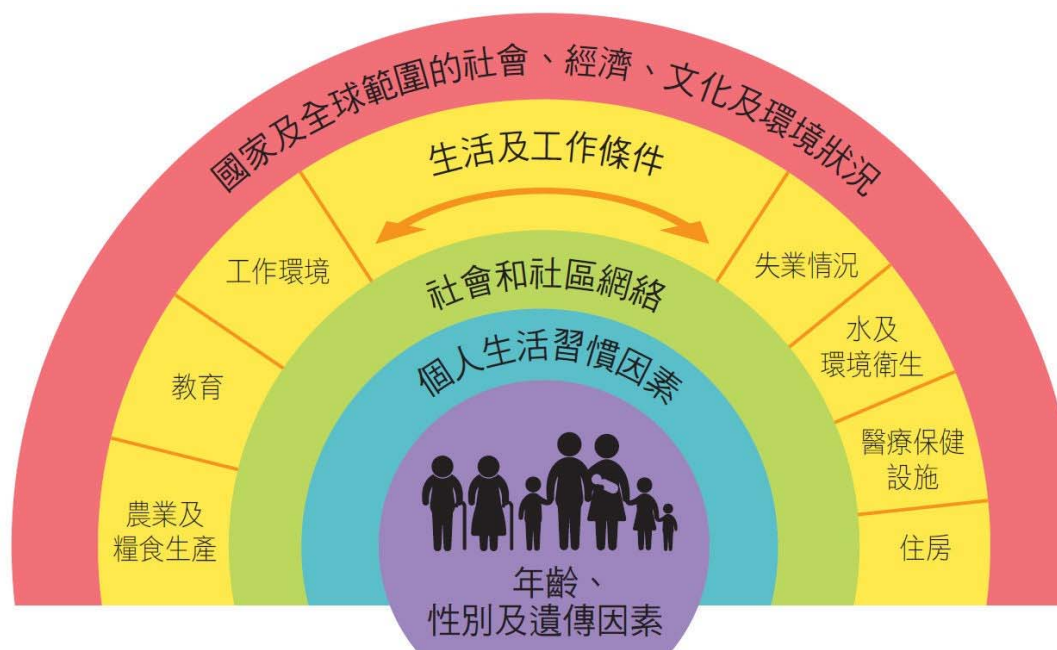 國家及全球範圍的社會、經濟、文化及環境狀況
生活及工作條件
工作環境
失業情況
社會和社區網絡
水及
環境衛生
個人生活習慣因素
教育
醫療保健
設施
農業及
糧食生產
住房
年齡、
性別及遺傳因素